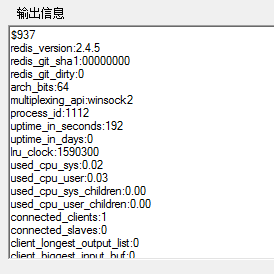 输出信息
$937
redis_version:2.4.5
redis_git_sha1:00000000
redis_git_dirty:0
arch_bits:64
multiplexing_api:winsock2
process_id:1112
uptime_in_seconds:192
uptime_in_days:0
lru_clock:1590300
used_cpu_sys:0.02
used_cpu_user:0.03
used_cpu_sys_children:0.00
used_cpu_user_children:0.00
connected_clients:1
connected_slaves:0
client_longest_output_list:0
client_biggest_input_buf:0